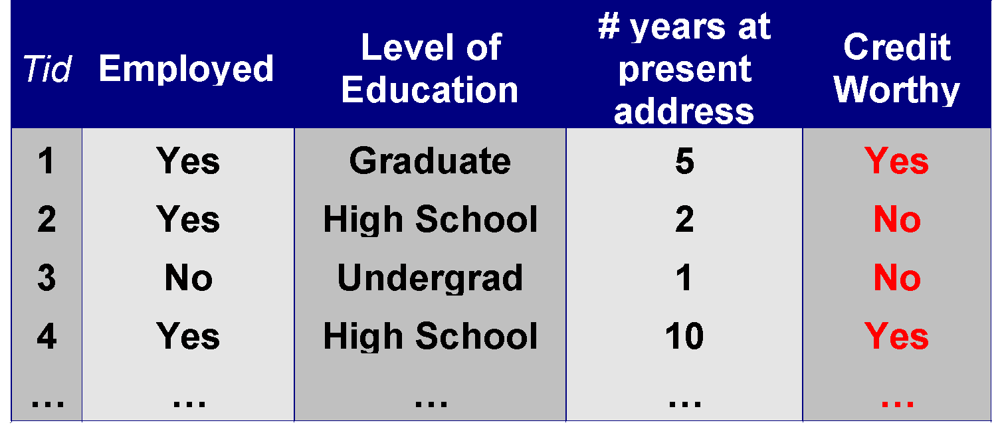 Tid Employed Level of Education # years at present address Credit Worthy
1 Yes Graduate 5 Yes
2 Yes High School 2 No
3 No Undergrad 1 No
4 Yes High School 10 Yes
… … … … …